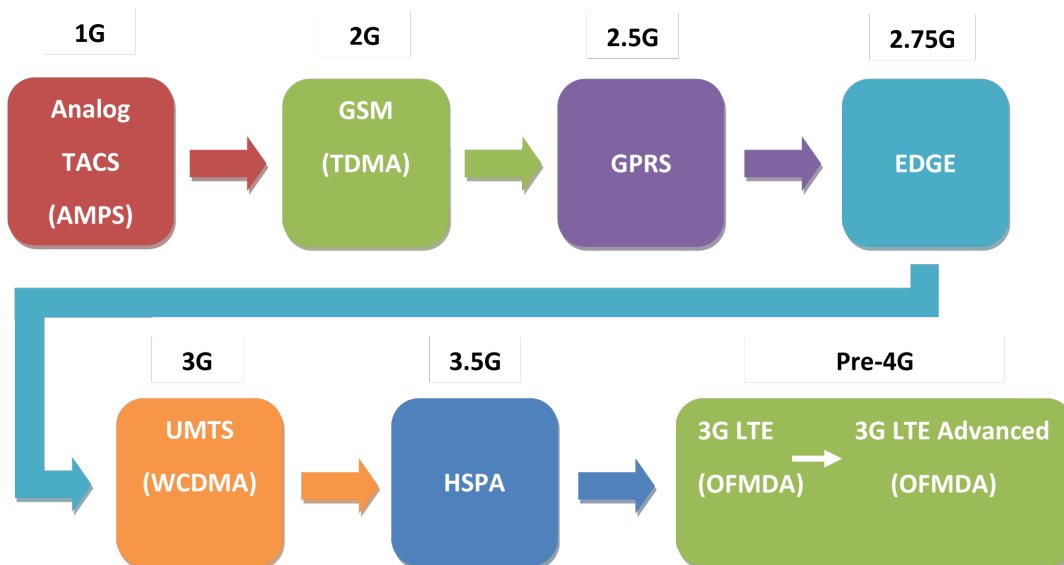 1G
2G
2.5G
2.75G
Analog
TACS
(AMPS)
GSM
(TDMA)
GPRS
EDGE
3G
3.5G
Pre-4G
UMTS
(WCDMA)
HSPA
3G LTE
(OFMDA)
3G LTE Advanced
(OFMDA)